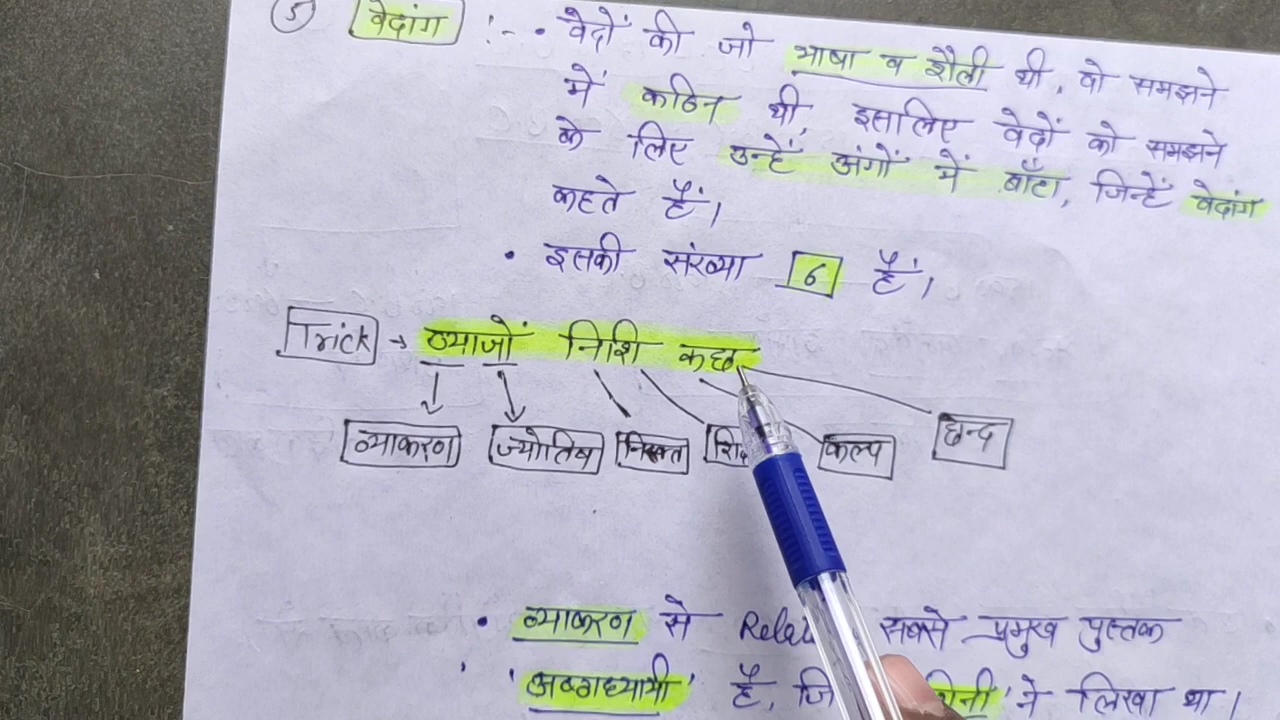 5 वेदांग :- • वेदों की जो भाषा व शैली थी, वो समझने
में कठिन थी, इसलिए वेदों को समझने
के लिए उन्हें अंगों में बाँटा, जिन्हें वेदांग
कहते हैं।
• इसकी संख्या 6 हैं।
Trick → व्याजों निशि कछ
व्याकरण ज्योतिष निरुक्त कल्प छन्द
• व्याकरण से सबसे प्रमुख पुस्तक
'अष्टाध्यायी' है, ने लिखा था।